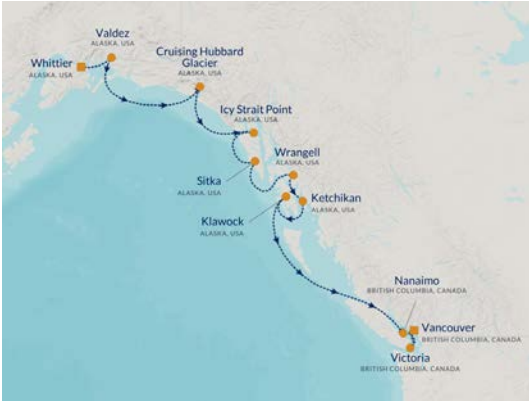 Valdez
ALASKA, USA
Whittier
ALASKA, USA
Cruising Hubbard
Glacier
ALASKA, USA
Icy Strait Point
ALASKA, USA
Wrangell
ALASKA, USA
Sitka
ALASKA, USA
Ketchikan
ALASKA, USA
Klawock
ALASKA, USA
Nanaimo
BRITISH COLUMBIA, CANADA
Vancouver
BRITISH COLUMBIA, CANADA
Victoria
BRITISH COLUMBIA, CANADA